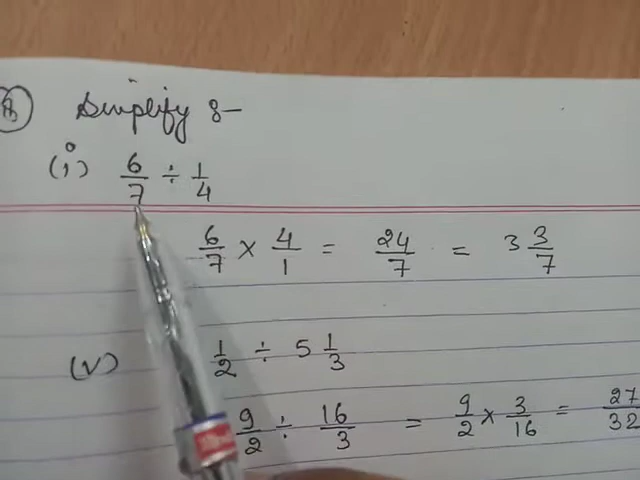 Simplify :-
(i) 6/7 ÷ 1/4
6/7 × 4/1 = 24/7 = 3 3/7
(v) 1/2 ÷ 5 1/3
9/2 ÷ 16/3 = 9/2 × 3/16 = 27/32